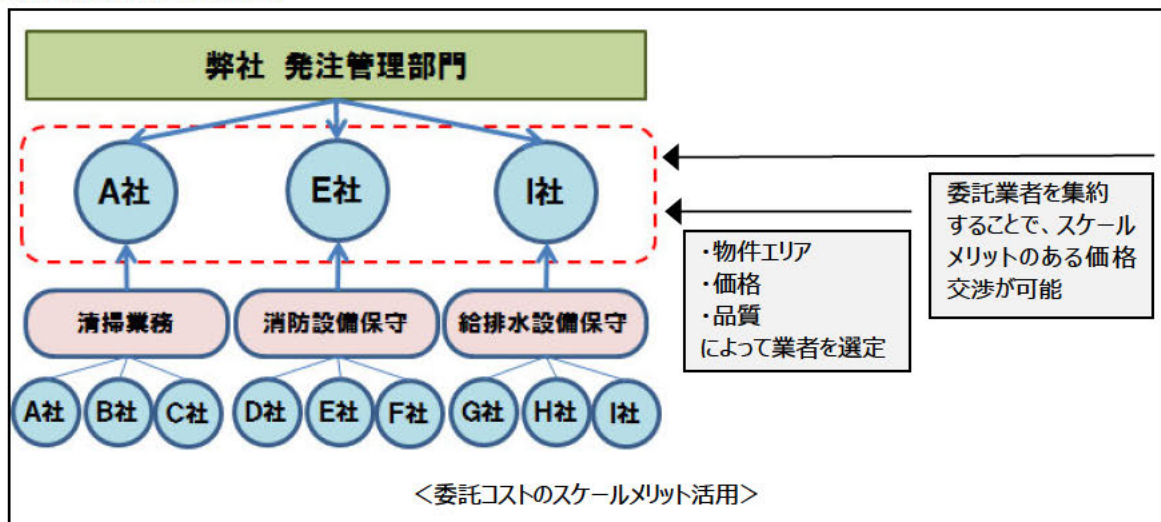 弊社 発注管理部門
A社
E社
I社
委託業者を集約
することで、スケール
メリットのある価格
交渉が可能
・物件エリア
・価格
・品質
によって業者を選定
清掃業務
消防設備保守
給排水設備保守
A社
B社
C社
D社
E社
F社
G社
H社
I社
＜委託コストのスケールメリット活用＞